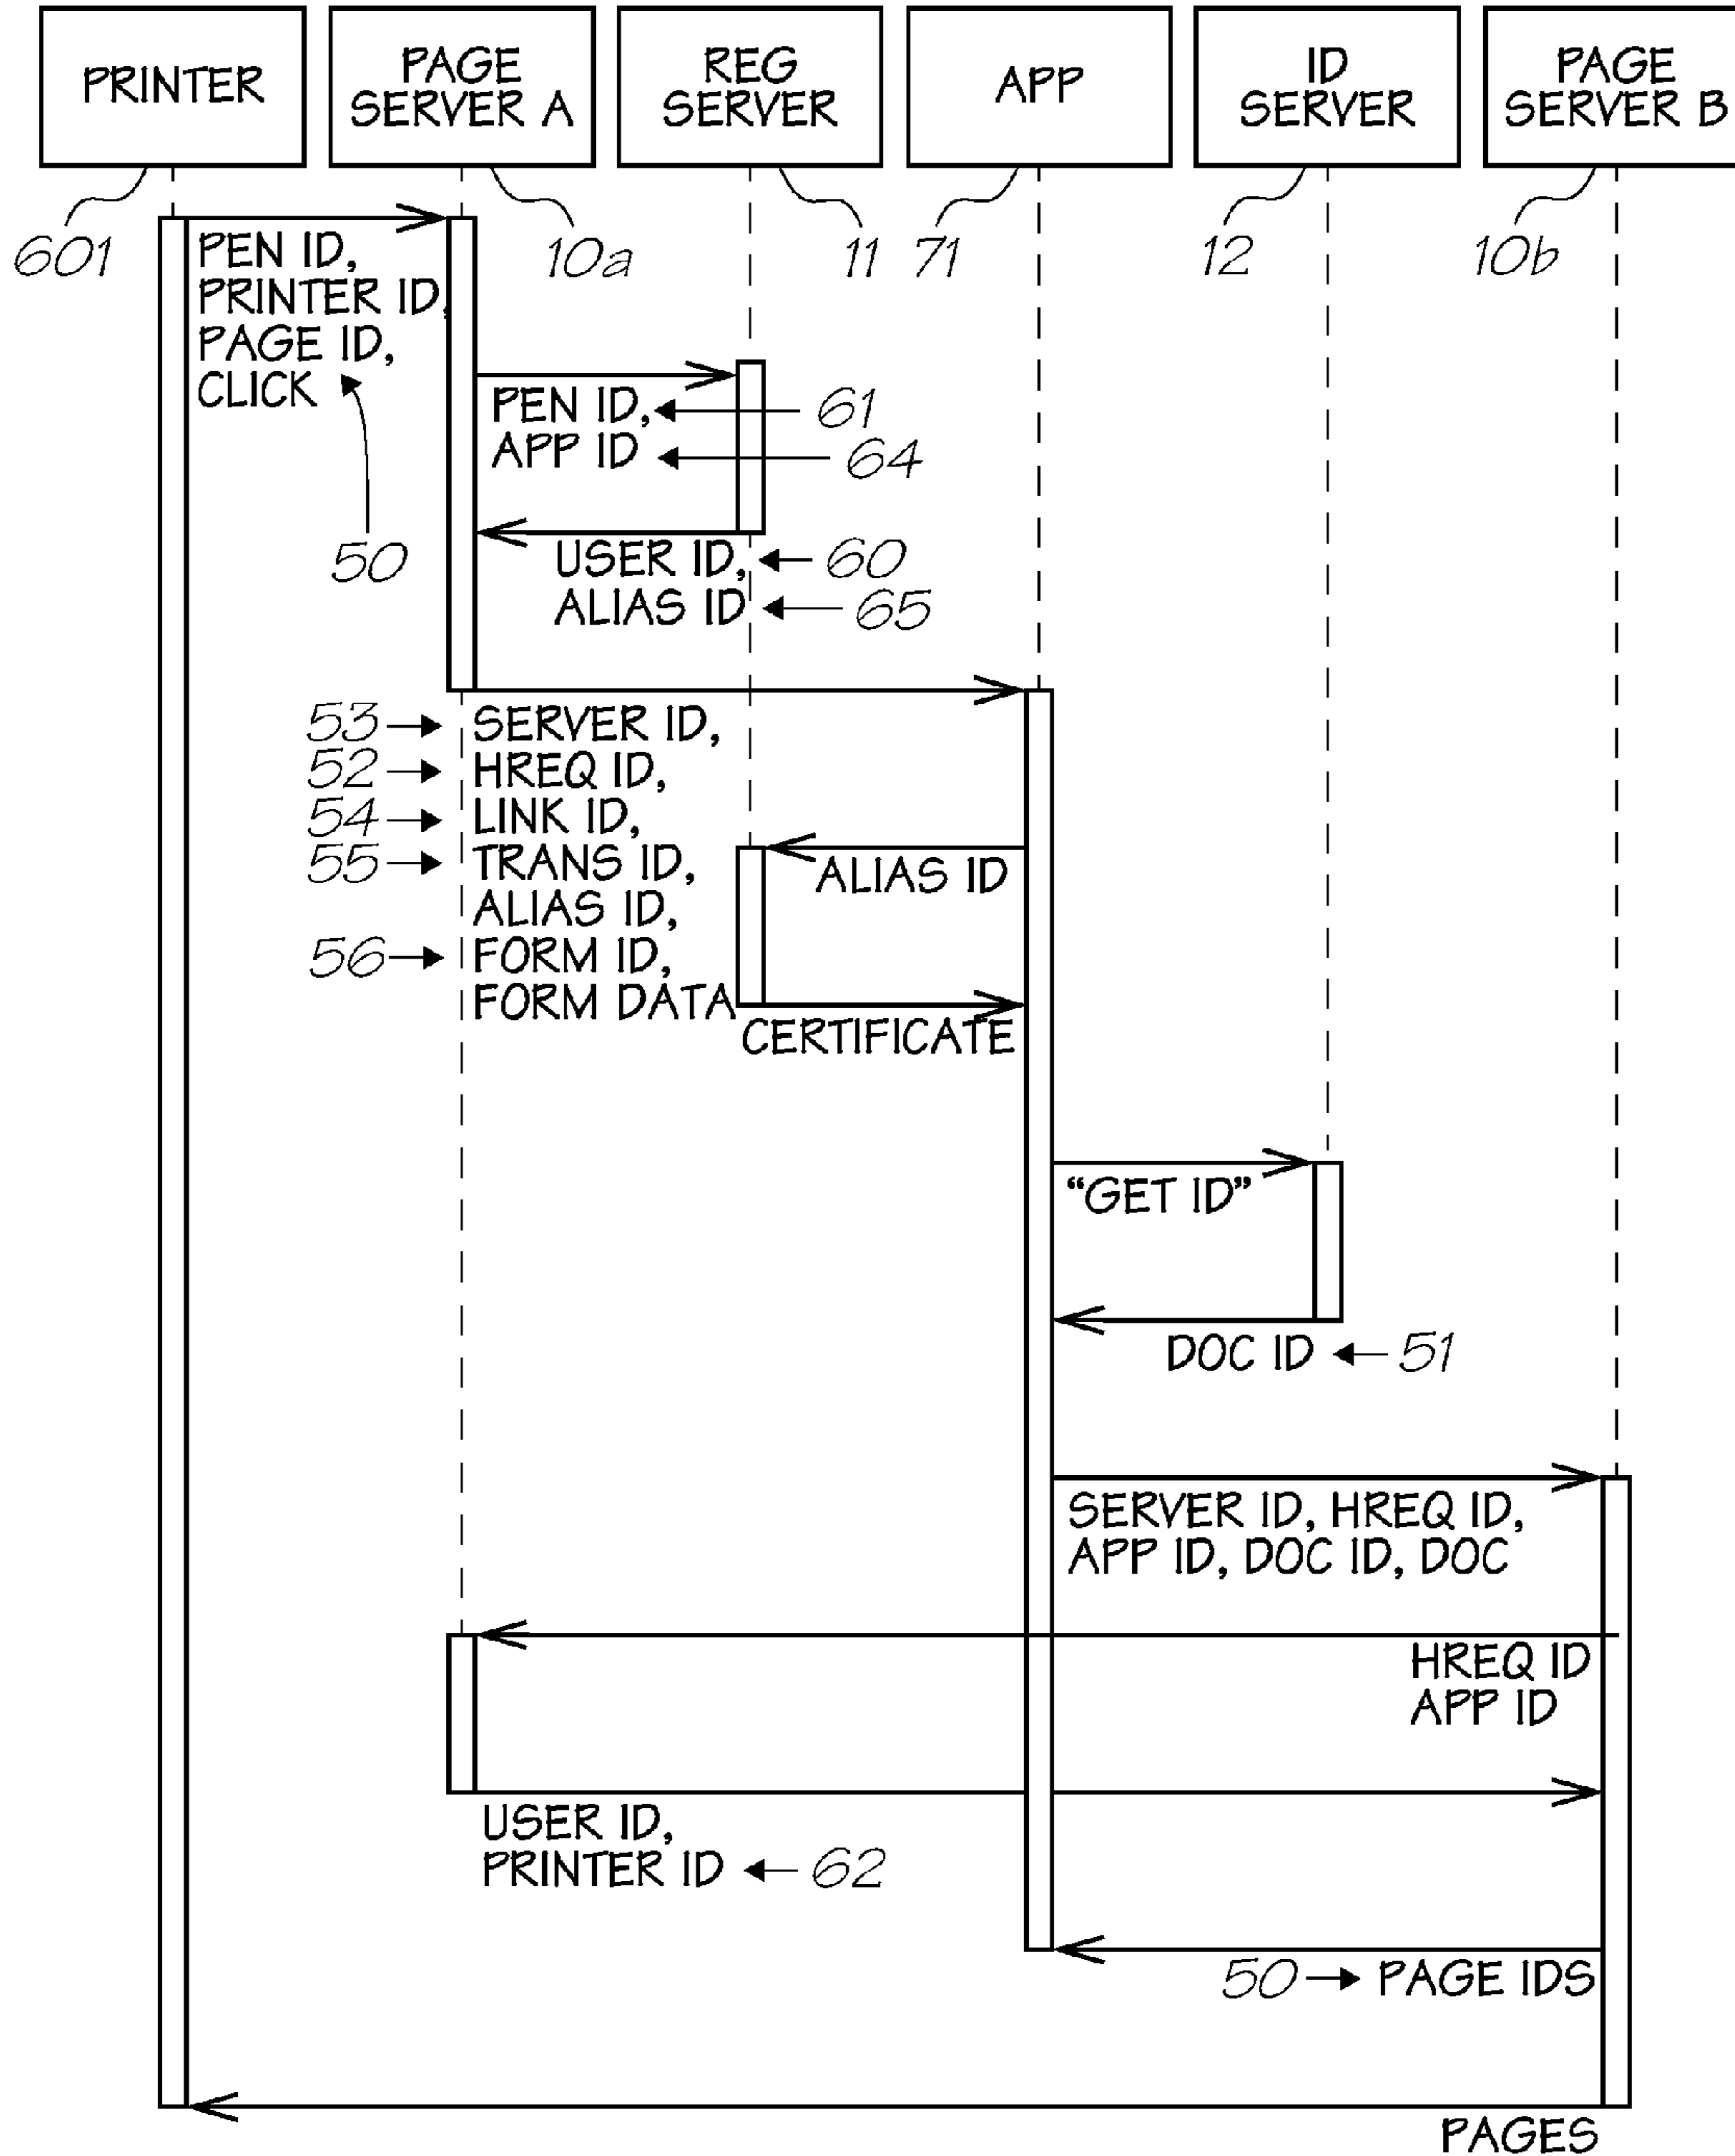 PRINTER
PAGE
SERVER A
REG
SERVER
APP
ID
SERVER
PAGE
SERVER B
601
10a
11
71
12
10b
PEN ID,
PRINTER ID,
PAGE ID,
CLICK
50
PEN ID,
61
APP ID
64
USER ID,
60
ALIAS ID
65
53
SERVER ID,
52
HREQ ID,
54
LINK ID,
55
TRANS ID,
ALIAS ID,
56
FORM ID,
FORM DATA
ALIAS ID
CERTIFICATE
“GET ID”
DOC ID
51
SERVER ID, HREQ ID,
APP ID, DOC ID, DOC
HREQ ID
APP ID
USER ID,
PRINTER ID
62
50
PAGE IDS
PAGES